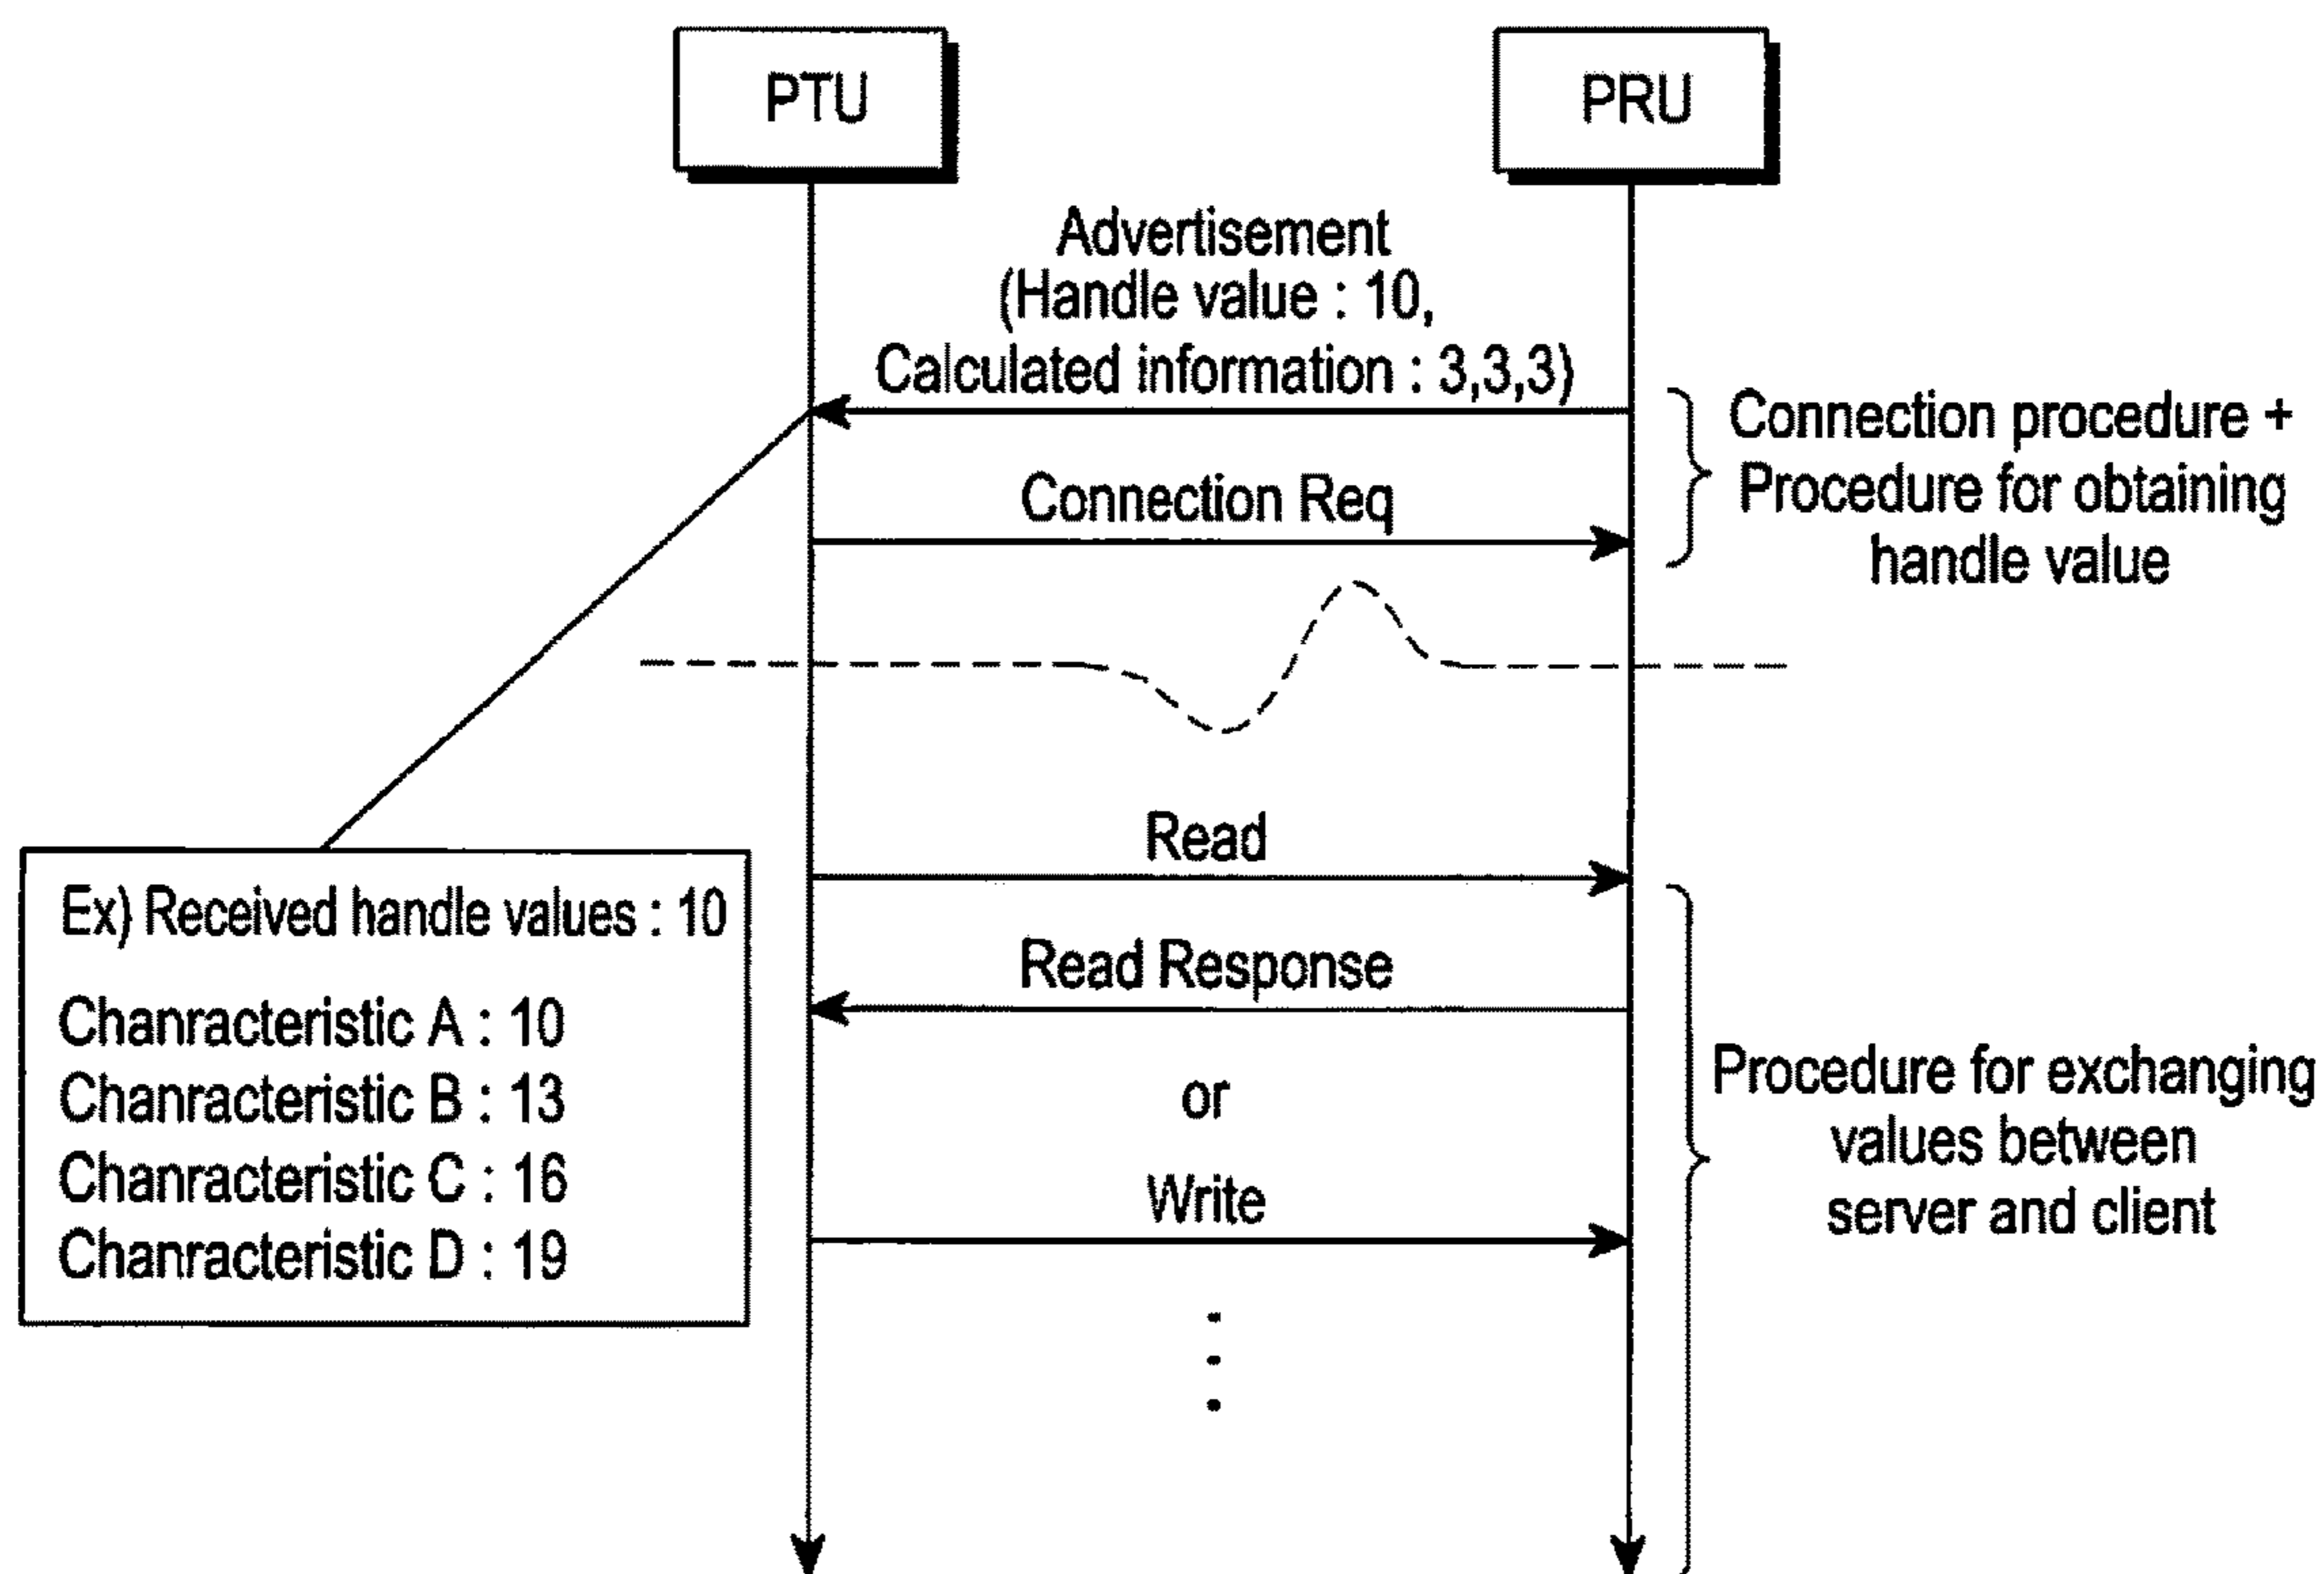 PTU
PRU
Advertisement
(Handle value : 10,
Calculated information : 3,3,3)
Connection procedure +
Procedure for obtaining
handle value
Connection Req
Read
Ex) Received handle values : 10
Chanracteristic A : 10
Chanracteristic B : 13
Chanracteristic C : 16
Chanracteristic D : 19
Read Response
or
Write
Procedure for exchanging
values between
server and client